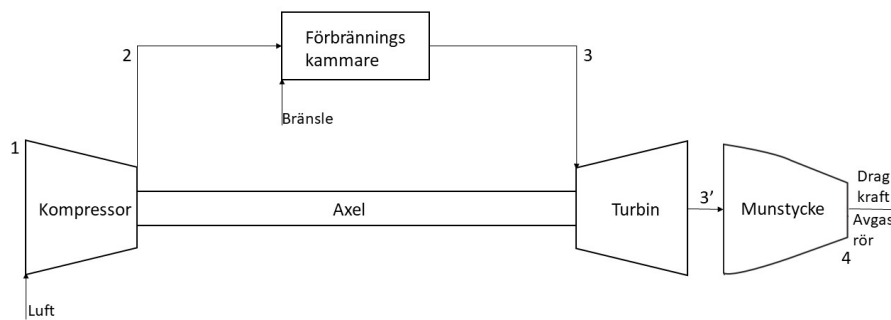 Förbrännings
kammare
2
3
Bränsle
1
Kompressor
Axel
Turbin
3’
Munstycke
Drag
kraft
Avgas
rör
4
Luft